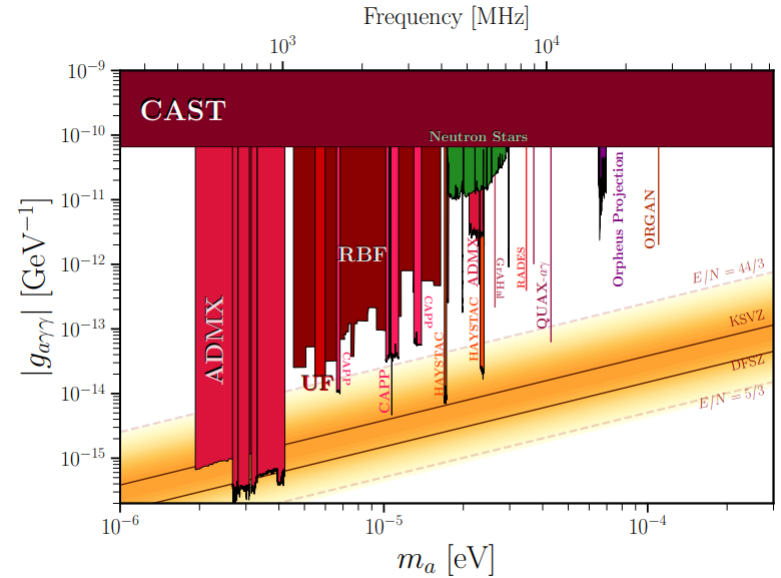 Frequency [MHz]
10³ 10⁴
10⁻⁹
10⁻¹⁰
10⁻¹¹
10⁻¹²
10⁻¹³
10⁻¹⁴
10⁻¹⁵
|g_{aγγ}| [GeV⁻¹]
CAST
Neutron Stars
ADMX
RBF
UF
CAPP
CAPP
CAPP
HAYSTAC
HAYSTAC
ADMX
GrAHal
RADES
QUAX-aγ
Orpheus Projection
ORGAN
E/N = 44/3
KSVZ
DFSZ
E/N = 5/3
10⁻⁶ 10⁻⁵ 10⁻⁴
m_a [eV]